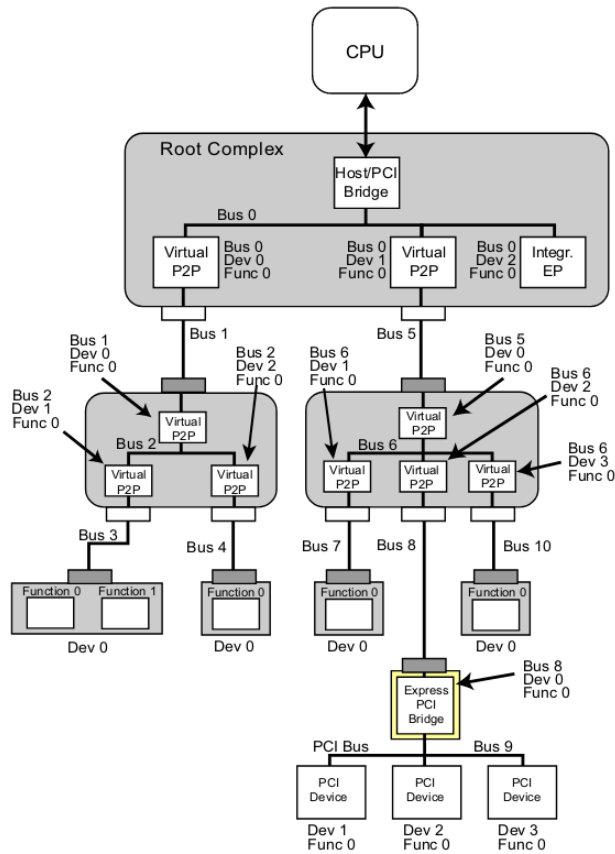 CPU
Root Complex
Host/PCI
Bridge
Bus 0
Virtual
P2P
Bus 0
Dev 0
Func 0
Bus 0
Dev 1
Func 0
Virtual
P2P
Bus 0
Dev 2
Func 0
Integr.
EP
Bus 1
Bus 5
Bus 1
Dev 0
Func 0
Bus 2
Dev 2
Func 0
Bus 6
Dev 1
Func 0
Bus 5
Dev 0
Func 0
Bus 6
Dev 2
Func 0
Bus 2
Dev 1
Func 0
Virtual
P2P
Bus 2
Virtual
P2P
Virtual
P2P
Virtual
P2P
Bus 6
Virtual
P2P
Virtual
P2P
Virtual
P2P
Bus 6
Dev 3
Func 0
Bus 3
Bus 4
Bus 7
Bus 8
Bus 10
Function 0
Function 1
Dev 0
Function 0
Dev 0
Function 0
Dev 0
Function 0
Dev 0
Express
PCI
Bridge
Bus 8
Dev 0
Func 0
PCI Bus
Bus 9
PCI
Device
PCI
Device
PCI
Device
Dev 1
Func 0
Dev 2
Func 0
Dev 3
Func 0